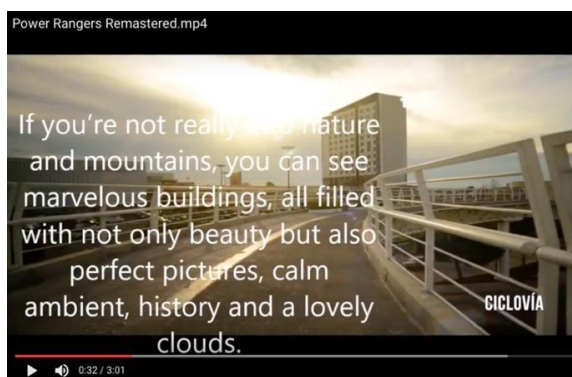 Power Rangers Remastered.mp4
If you're not really into nature
and mountains, you can see
marvelous buildings, all filled
with not only beauty but also
perfect pictures, calm
ambient, history and a lovely
clouds.
CICLOVÍA
0:32 / 3:01